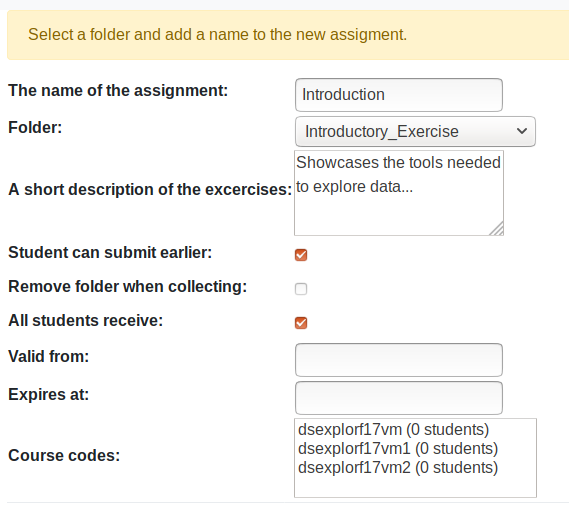 Select a folder and add a name to the new assigment.
The name of the assignment: Introduction
Folder: Introductory_Exercise
A short description of the excercises: Showcases the tools needed
to explore data...
Student can submit earlier:
Remove folder when collecting:
All students receive:
Valid from:
Expires at:
Course codes:
dsexplorf17vm (0 students)
dsexplorf17vm1 (0 students)
dsexplorf17vm2 (0 students)